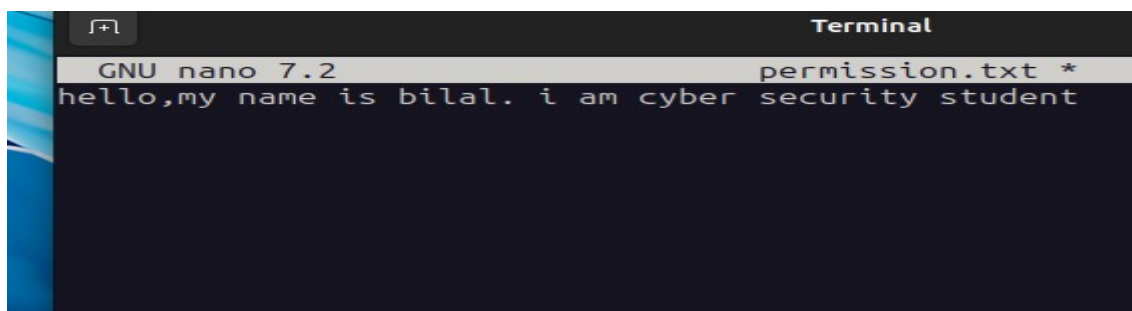 Terminal
GNU nano 7.2 permission.txt *
hello,my name is bilal. i am cyber security student